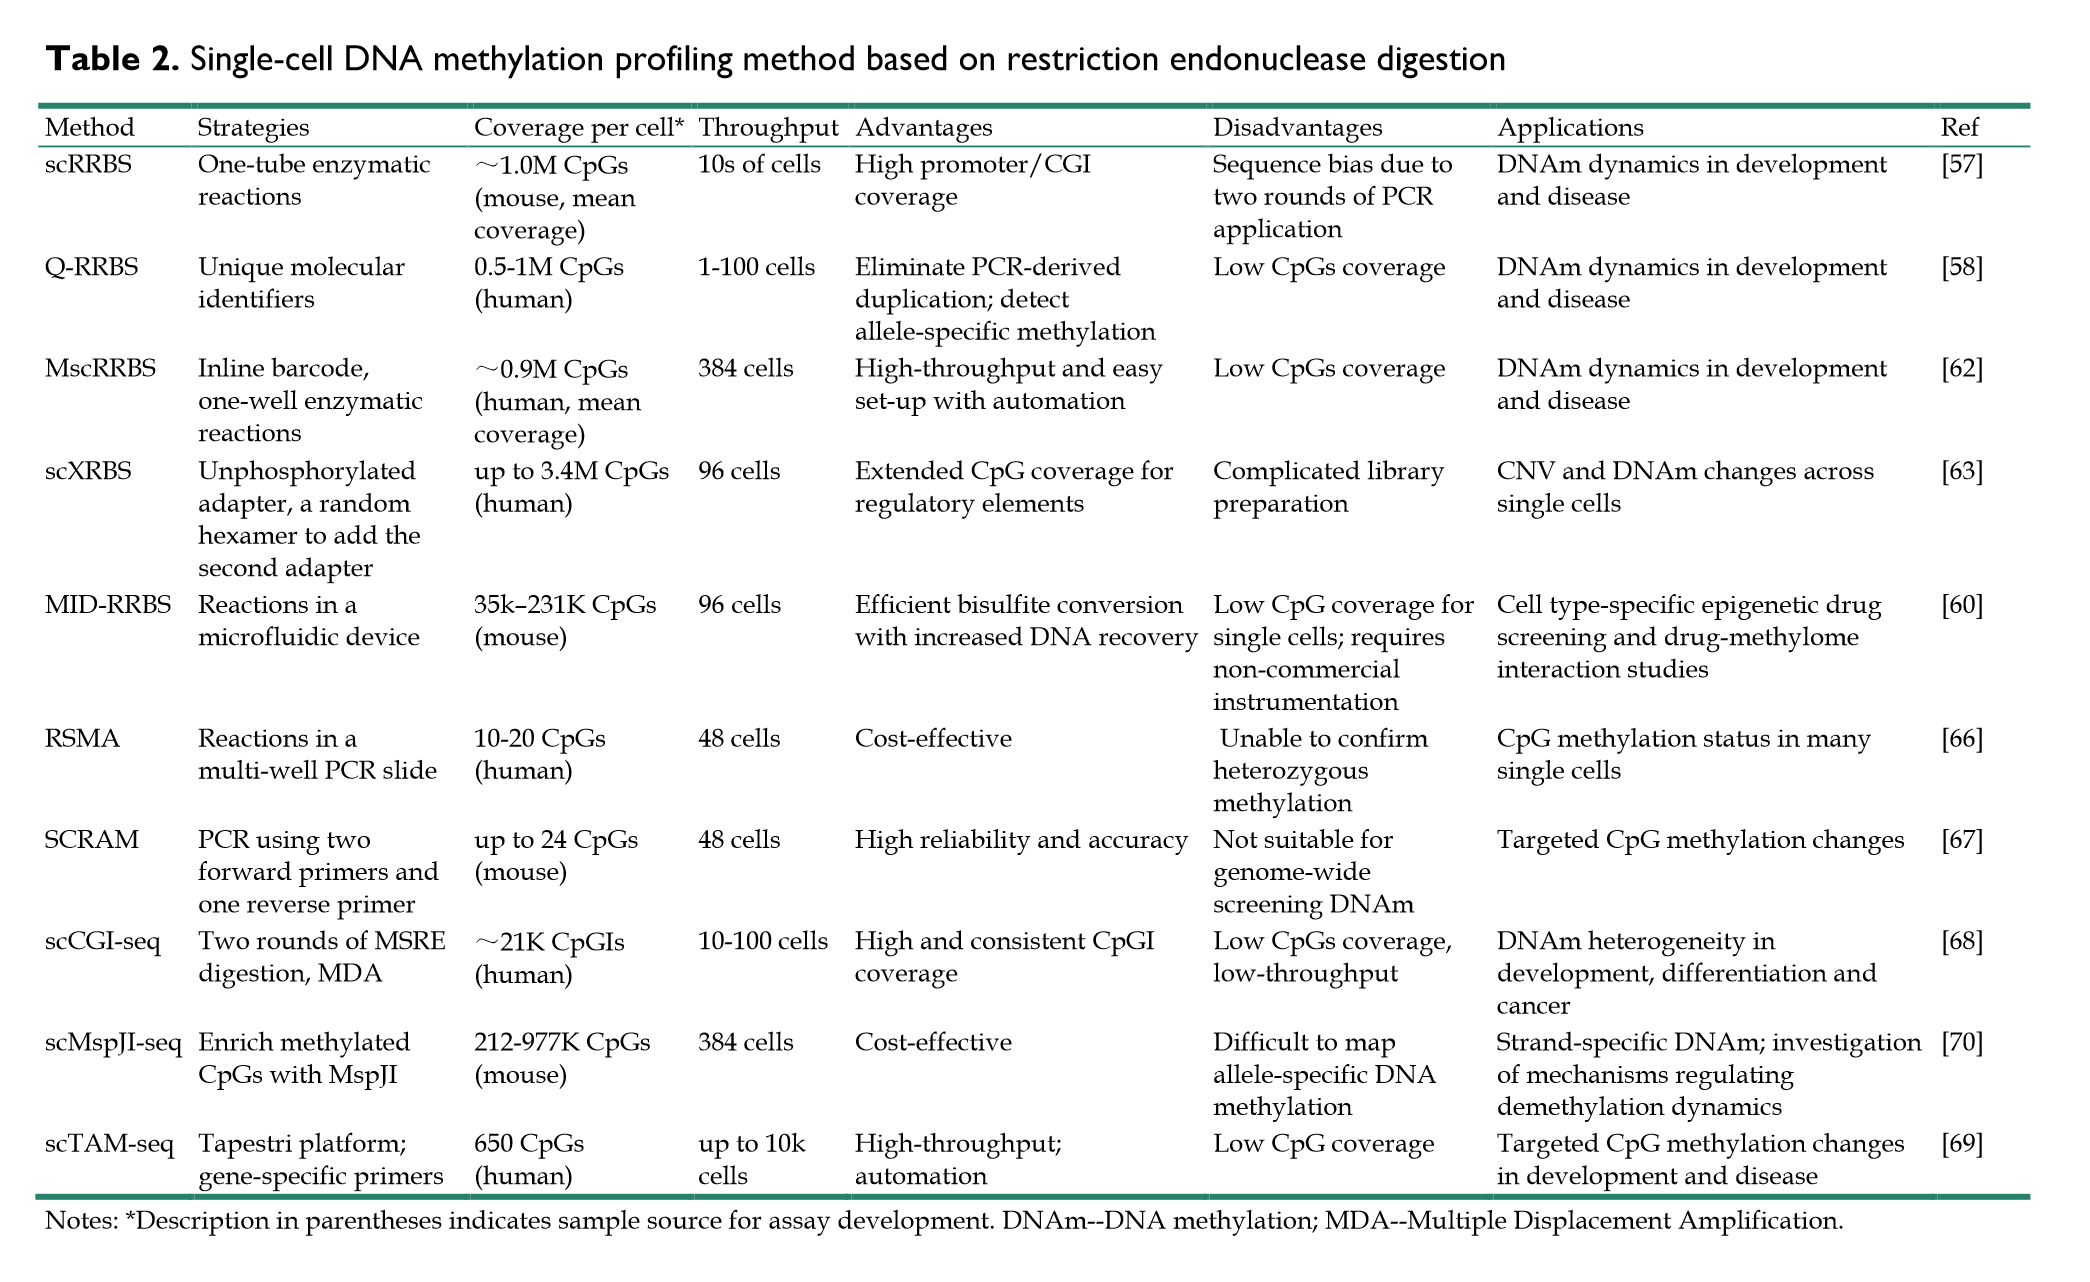 Table 2. Single-cell DNA methylation profiling method based on restriction endonuclease digestion
Method Strategies Coverage per cell* Throughput Advantages Disadvantages Applications Ref
scRRBS One-tube enzymatic ~1.0M CpGs 10s of cells High promoter/CGI Sequence bias due to DNAm dynamics in development [57]
reactions (mouse, mean coverage two rounds of PCR and disease
coverage) application
Q-RRBS Unique molecular 0.5-1M CpGs 1-100 cells Eliminate PCR-derived Low CpGs coverage DNAm dynamics in development [58]
identifiers (human) duplication; detect and disease
allele-specific methylation
MscRRBS Inline barcode, ~0.9M CpGs 384 cells High-throughput and easy Low CpGs coverage DNAm dynamics in development [62]
one-well enzymatic (human, mean set-up with automation and disease
reactions coverage)
scXRBS Unphosphorylated up to 3.4M CpGs 96 cells Extended CpG coverage for Complicated library CNV and DNAm changes across [63]
adapter, a random (human) regulatory elements preparation single cells
hexamer to add the
second adapter
MID-RRBS Reactions in a 35k–231K CpGs 96 cells Efficient bisulfite conversion Low CpG coverage for Cell type-specific epigenetic drug [60]
microfluidic device (mouse) with increased DNA recovery single cells; requires screening and drug-methylome
non-commercial interaction studies
instrumentation
RSMA Reactions in a 10-20 CpGs 48 cells Cost-effective Unable to confirm CpG methylation status in many [66]
multi-well PCR slide (human) heterozygous single cells
methylation
SCRAM PCR using two up to 24 CpGs 48 cells High reliability and accuracy Not suitable for Targeted CpG methylation changes [67]
forward primers and (mouse) genome-wide
one reverse primer screening DNAm
scCGI-seq Two rounds of MSRE ~21K CpGIs 10-100 cells High and consistent CpGI Low CpGs coverage, DNAm heterogeneity in [68]
digestion, MDA (human) coverage low-throughput development, differentiation and
cancer
scMspJI-seq Enrich methylated 212-977K CpGs 384 cells Cost-effective Difficult to map Strand-specific DNAm; investigation [70]
CpGs with MspJI (mouse) allele-specific DNA of mechanisms regulating
methylation demethylation dynamics
scTAM-seq Tapestri platform; 650 CpGs up to 10k High-throughput; Low CpG coverage Targeted CpG methylation changes [69]
gene-specific primers (human) cells automation in development and disease
Notes: *Description in parentheses indicates sample source for assay development. DNAm--DNA methylation; MDA--Multiple Displacement Amplification.